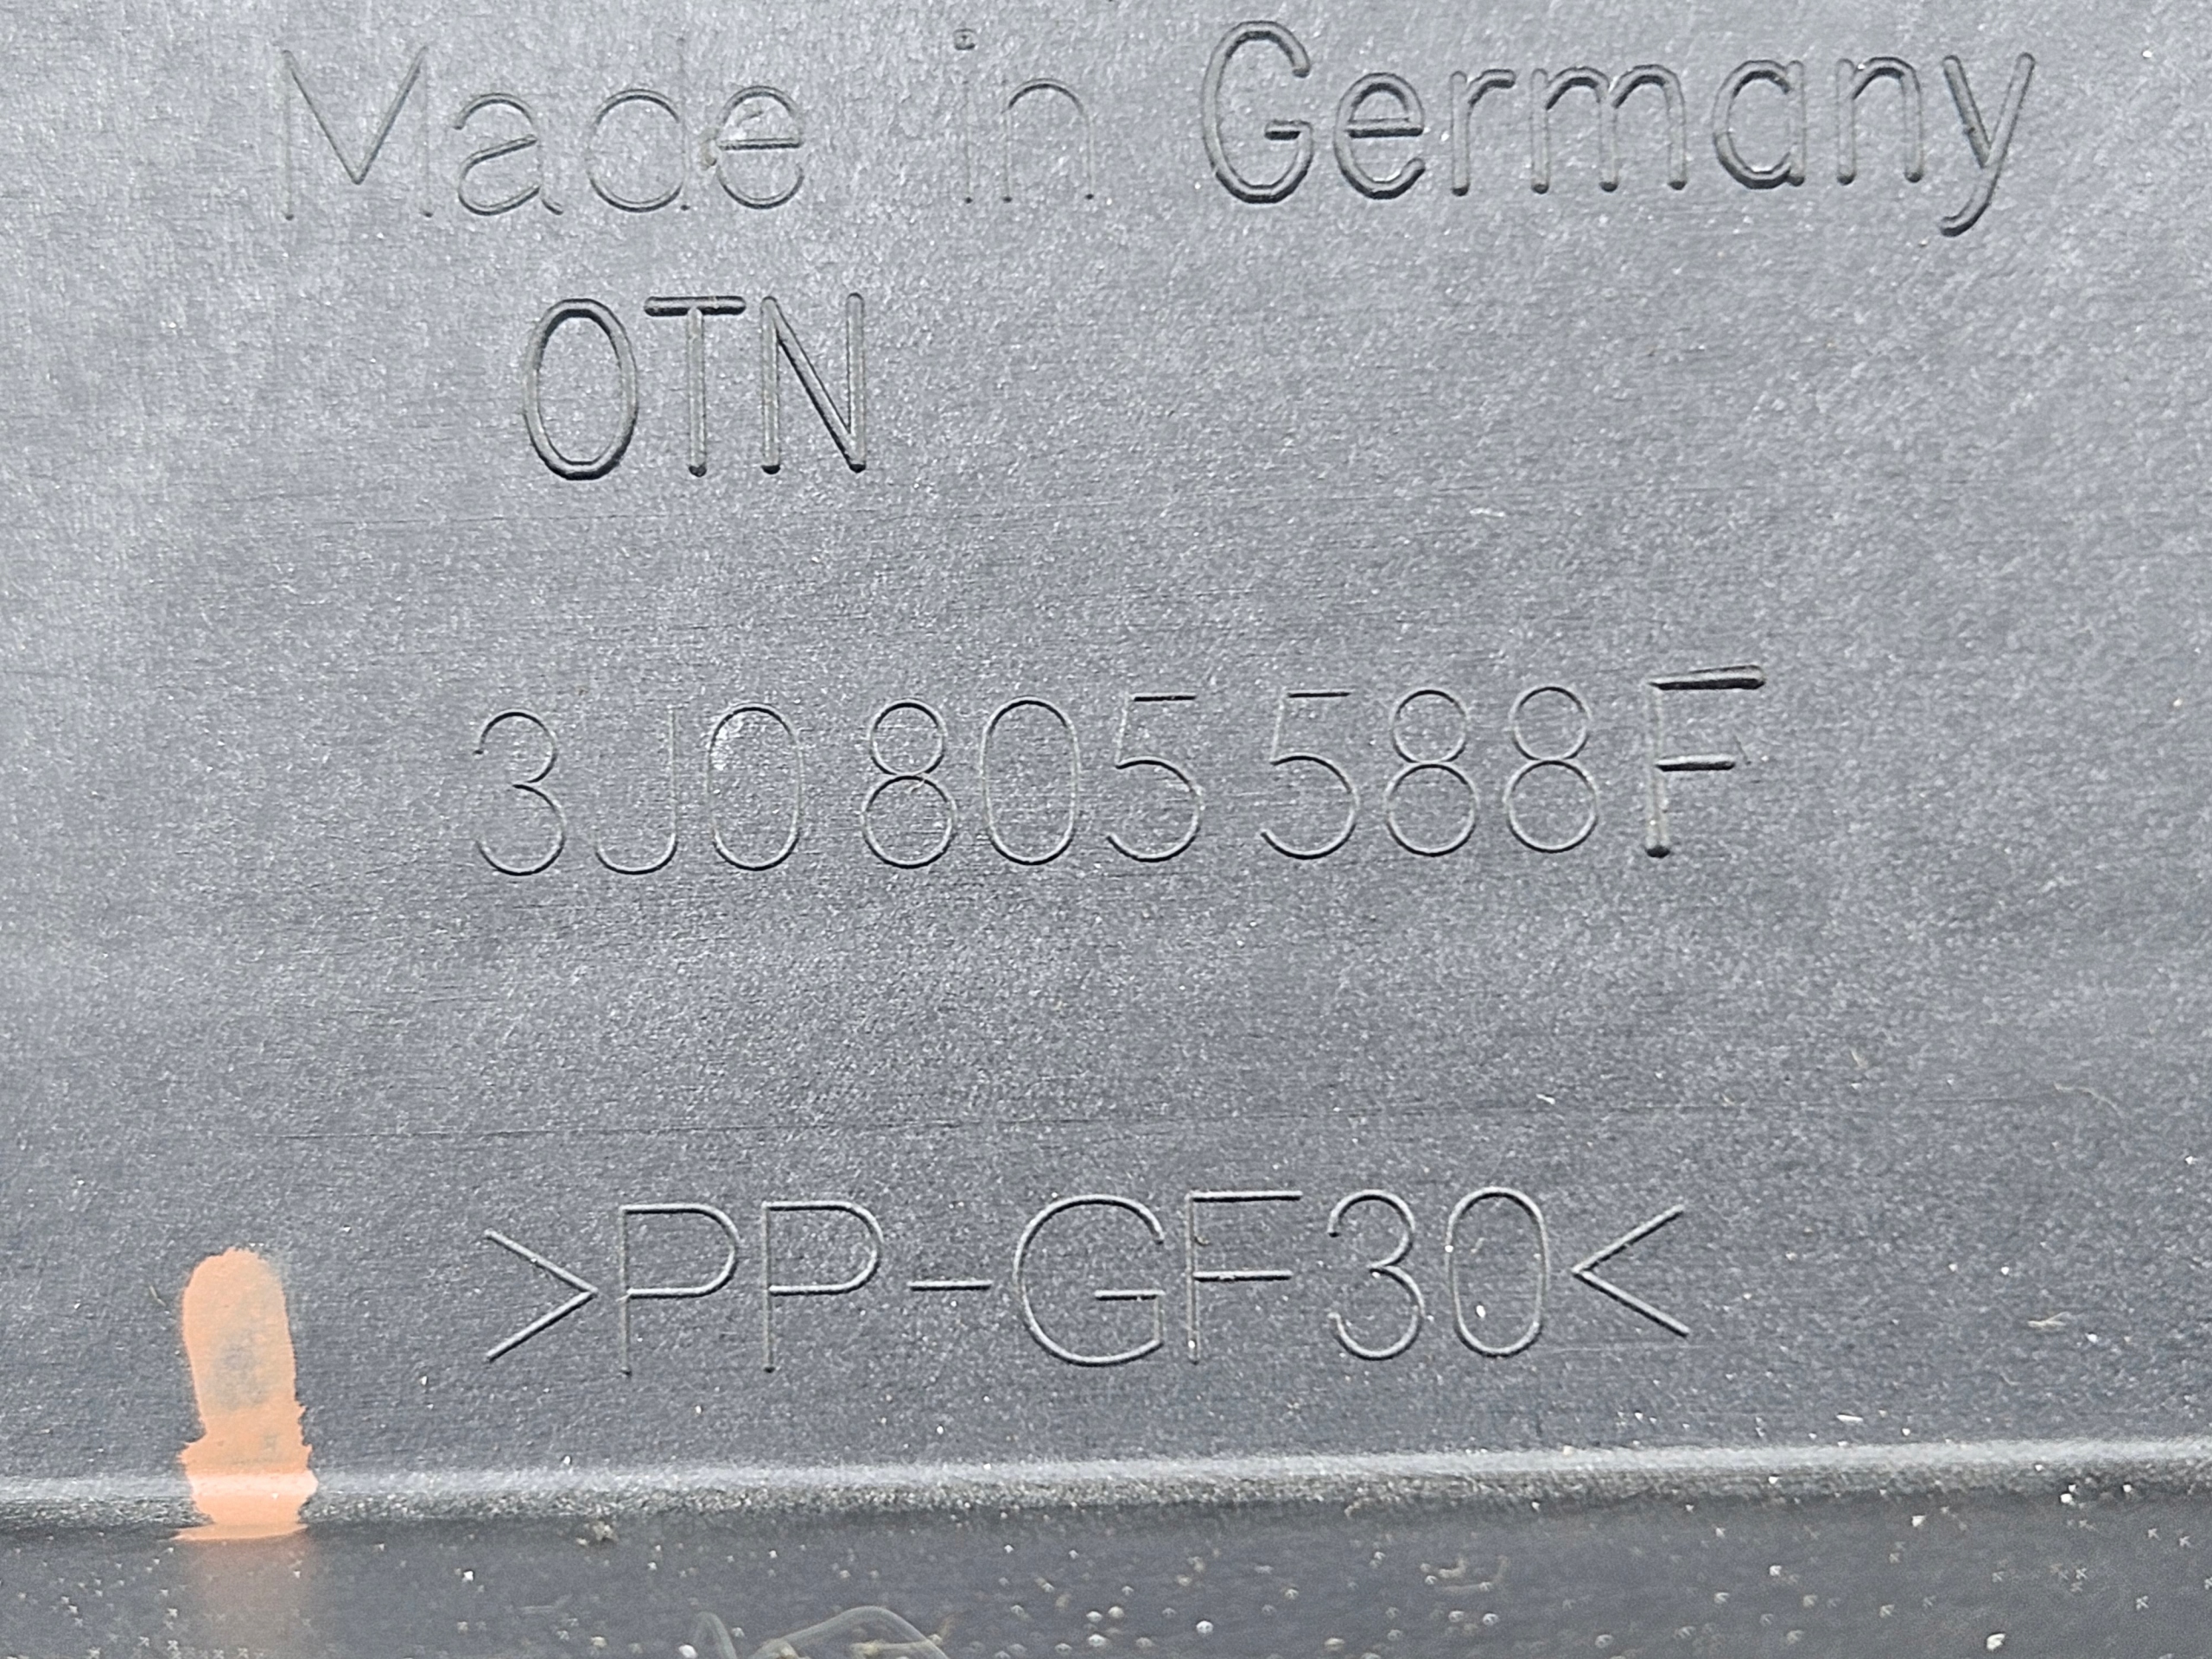 Made in Germany
OTN
3J0 805 588 F
>PP-GF30<